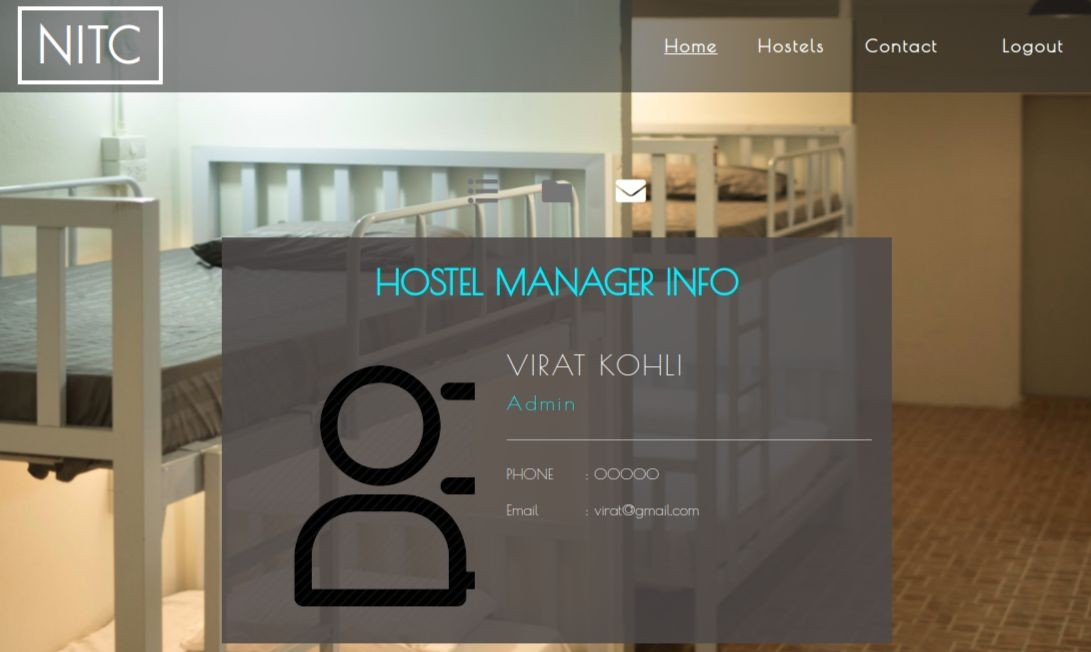 NITC
Home Hostels Contact Logout
HOSTEL MANAGER INFO
VIRAT KOHLI
Admin
PHONE : 00000
Email : virat@gmail.com